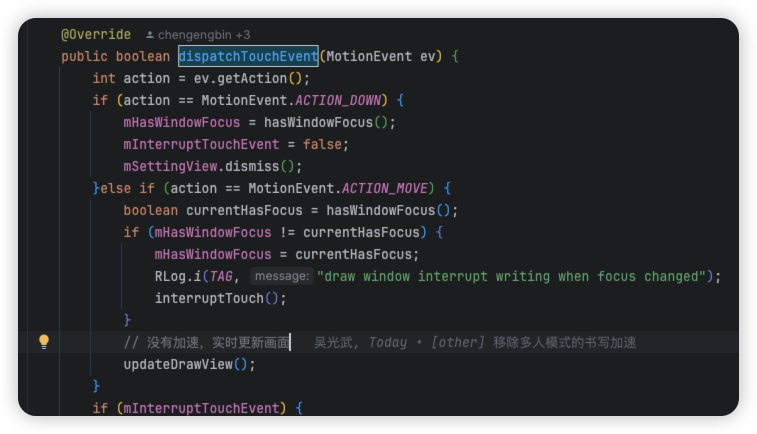 @Override chengengbin +3
public boolean dispatchTouchEvent(MotionEvent ev) {
int action = ev.getAction();
if (action == MotionEvent.ACTION_DOWN) {
mHasWindowFocus = hasWindowFocus();
mInterruptTouchEvent = false;
mSettingView.dismiss();
}else if (action == MotionEvent.ACTION_MOVE) {
boolean currentHasFocus = hasWindowFocus();
if (mHasWindowFocus != currentHasFocus) {
mHasWindowFocus = currentHasFocus;
RLog.i(TAG, message: "draw window interrupt writing when focus changed");
interruptTouch();
}
// 没有加速，实时更新画面 吴光武, Today • [other] 移除多人模式的书写加速
updateDrawView();
}
if (mInterruptTouchEvent) {